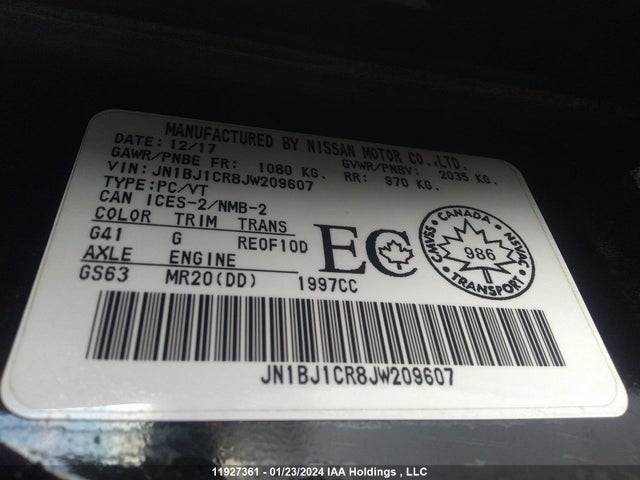 MANUFACTURED BY NISSAN MOTOR CO.,LTD.
DATE: 12/17 GVWR/PNBV: 2035 KG.
GAWR/PNBE FR: 1080 KG. RR: 970 KG.
VIN: JN1BJ1CR8JW209607
TYPE: PC/VT
CAN ICES-2/NMB-2
COLOR TRIM TRANS
G41 G RE0F10D
AXLE ENGINE
GS63 MR20(DD) 1997CC
EC
CANADA
CMVSS
986
NSVAC
TRANSPORT
JN1BJ1CR8JW209607
11927361 - 01/23/2024 IAA Holdings , LLC